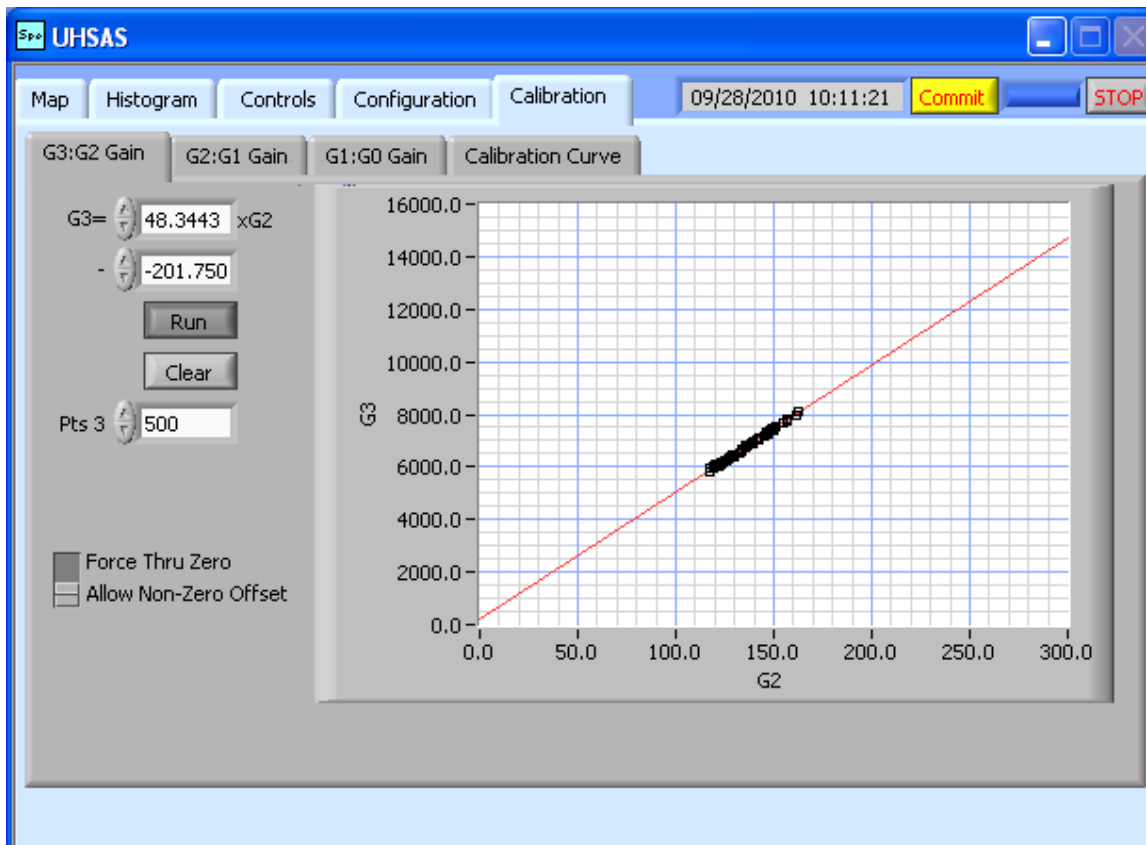 Spe UHSAS
Map Histogram Controls Configuration Calibration 09/28/2010 10:11:21 Commit STOP
G3:G2 Gain G2:G1 Gain G1:G0 Gain Calibration Curve
G3= 48.3443 xG2
- -201.750
Run
Clear
Pts 3 500
Force Thru Zero
Allow Non-Zero Offset
16000.0
14000.0
12000.0
10000.0
8000.0
6000.0
4000.0
2000.0
0.0
G3
0.0 50.0 100.0 150.0 200.0 250.0 300.0
G2